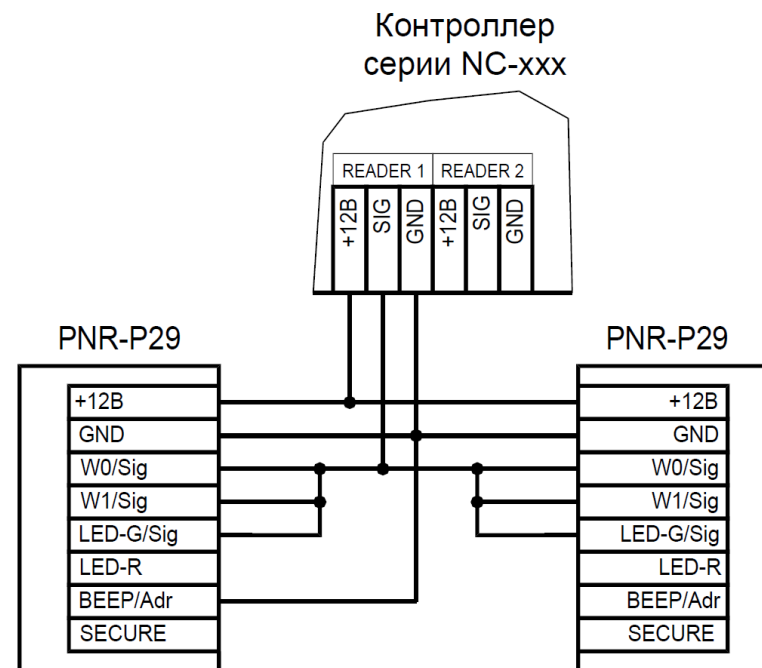 Контроллер
серии NC-xxx
READER 1 READER 2
+12В SIG GND +12В SIG GND
PNR-P29
PNR-P29
+12В
GND
W0/Sig
W1/Sig
LED-G/Sig
LED-R
BEEP/Adr
SECURE
+12В
GND
W0/Sig
W1/Sig
LED-G/Sig
LED-R
BEEP/Adr
SECURE